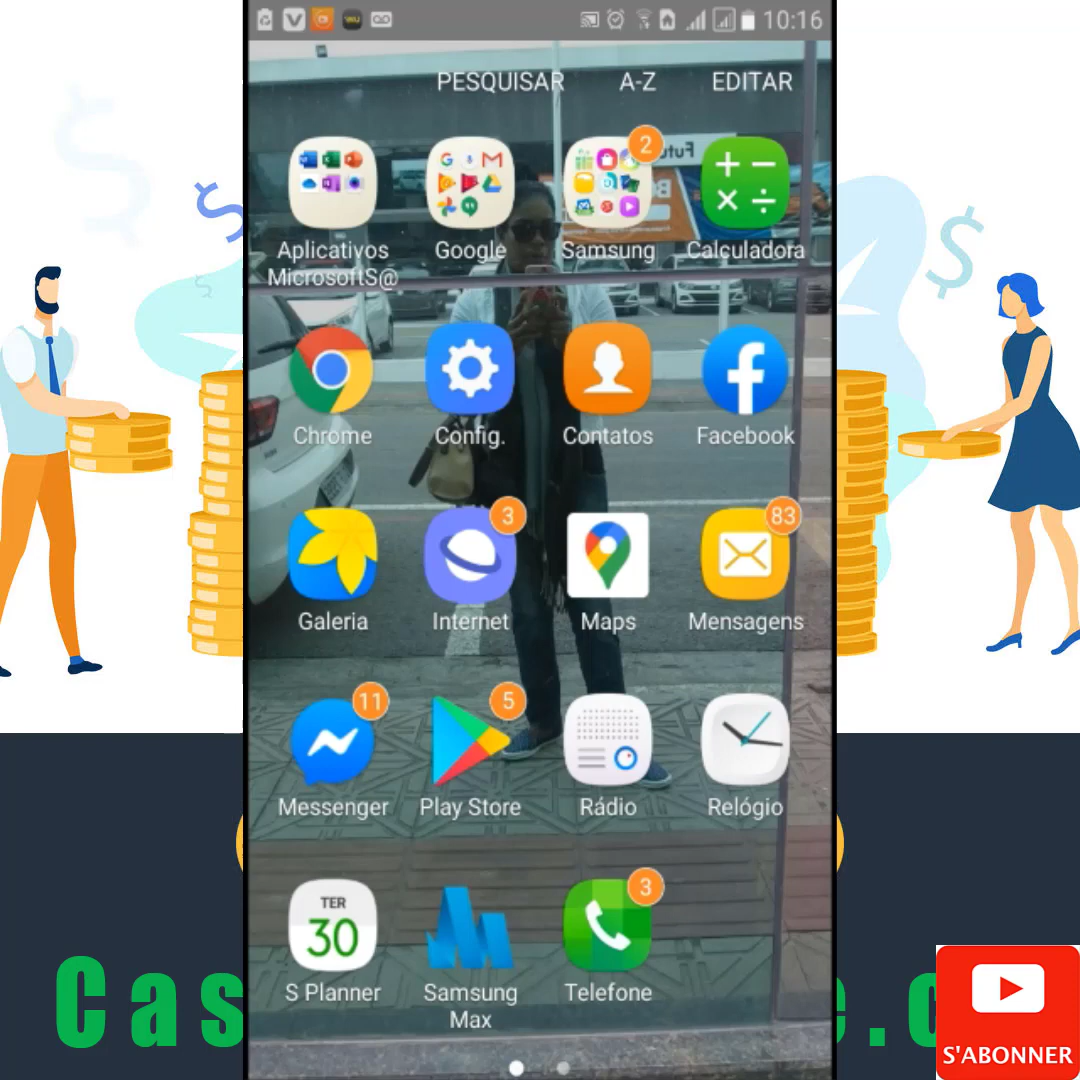 10:16
PESQUISAR A-Z EDITAR
2
Aplicativos
MicrosoftS@
Google
Samsung
Calculadora
Chrome
Config.
Contatos
Facebook
3
83
Galeria
Internet
Maps
Mensagens
11
5
Messenger
Play Store
Rádio
Relógio
TER
30
3
S Planner
Samsung
Max
Telefone
Cas
S'ABONNER